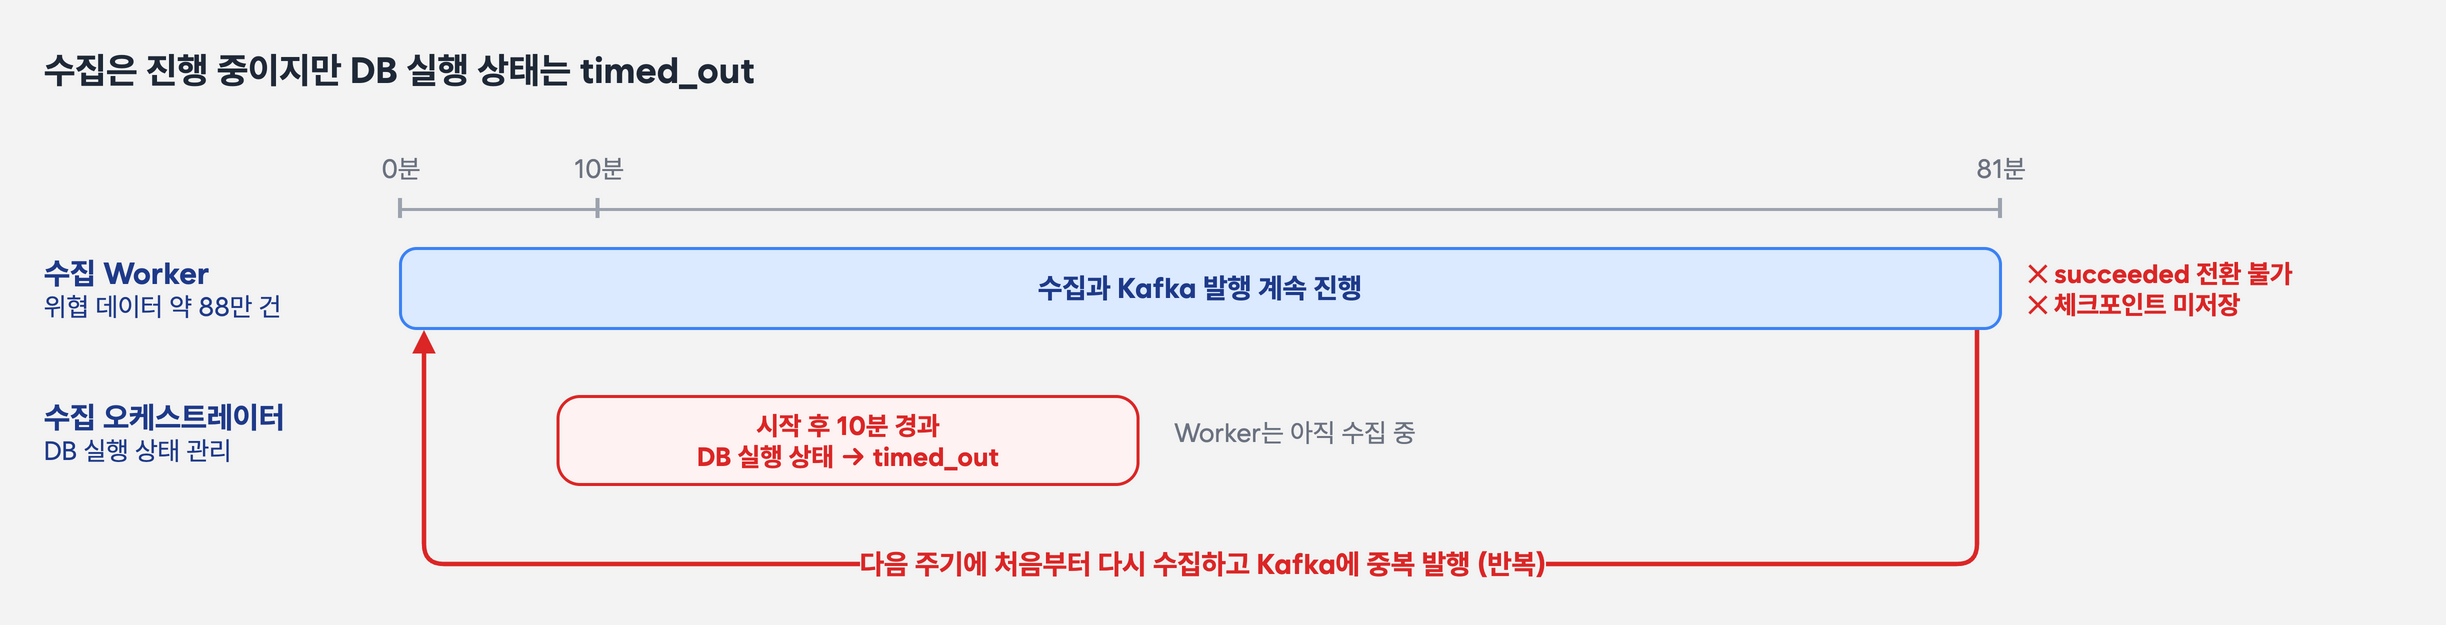 수집은 진행 중이지만 DB 실행 상태는 timed_out
0분
10분
81분
수집 Worker
위협 데이터 약 88만 건
수집과 Kafka 발행 계속 진행
× succeeded 전환 불가
× 체크포인트 미저장
수집 오케스트레이터
DB 실행 상태 관리
시작 후 10분 경과
DB 실행 상태 → timed_out
Worker는 아직 수집 중
다음 주기에 처음부터 다시 수집하고 Kafka에 중복 발행 (반복)